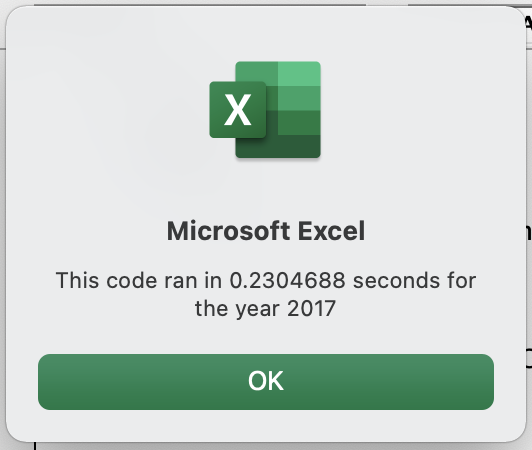 X
Microsoft Excel
This code ran in 0.2304688 seconds for
the year 2017
OK